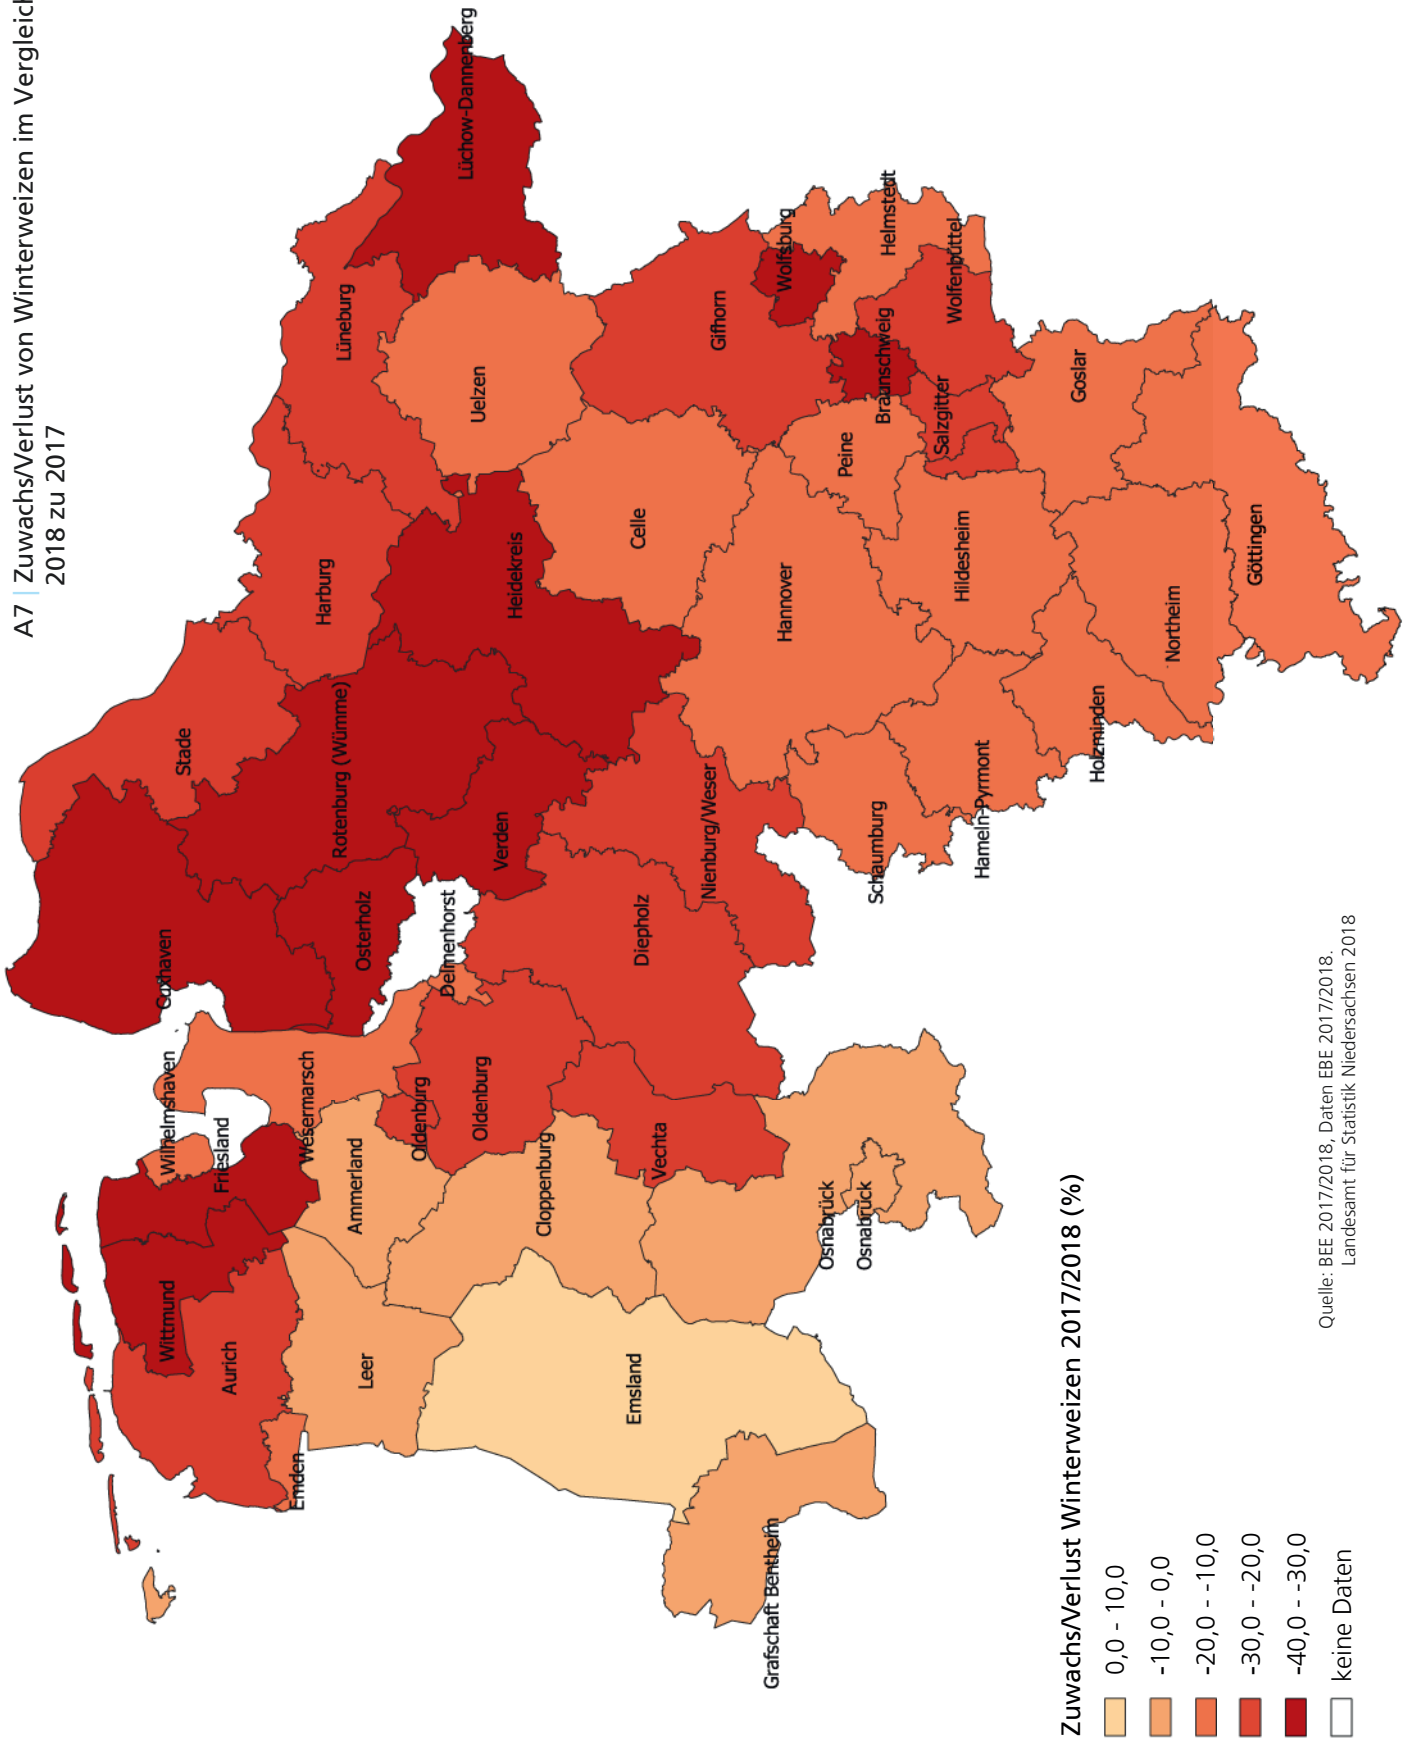 A7 | Zuwachs/Verlust von Winterweizen im Vergleich
2018 zu 2017
Cuxhaven
Stade
Wilhelmshaven
Wittmund
Friesland
Aurich
Emden
Wesermarsch
Osterholz
Rotenburg (Wümme)
Harburg
Lüneburg
Lüchow-Dannenberg
Leer
Ammerland
Oldenburg
Delmenhorst
Oldenburg
Verden
Heidekreis
Uelzen
Cloppenburg
Emsland
Vechta
Diepholz
Celle
Nienburg/Weser
Gifhorn
Grafschaft Bentheim
Hannover
Wolfsburg
Osnabrück
Osnabrück
Schaumburg
Peine
Braunschweig
Helmstedt
Salzgitter
Wolfenbüttel
Hameln-Pyrmont
Hildesheim
Holzminden
Goslar
Northeim
Göttingen
Zuwachs/Verlust Winterweizen 2017/2018 (%)
0,0 - 10,0
-10,0 - 0,0
-20,0 - -10,0
-30,0 - -20,0
-40,0 - -30,0
keine Daten
Quelle: BEE 2017/2018, Daten EBE 2017/2018.
Landesamt für Statistik Niedersachsen 2018